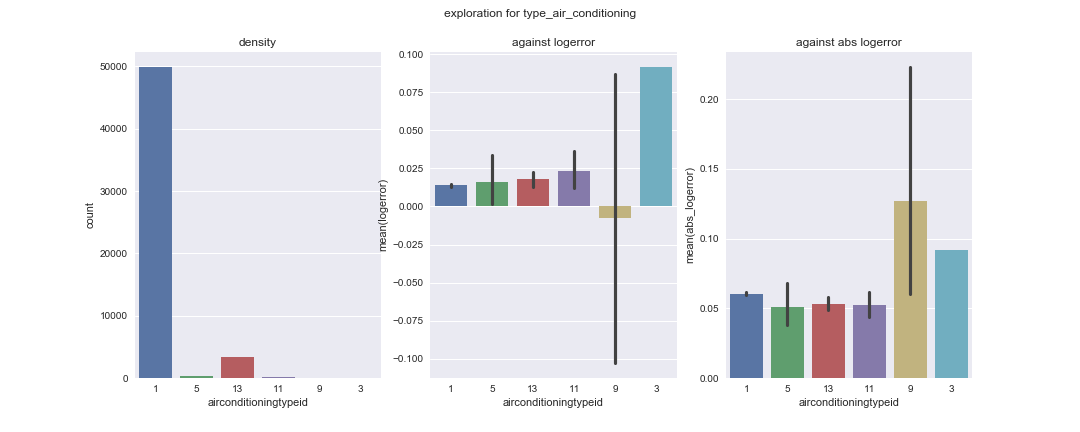 exploration for type_air_conditioning
density
50000
40000
30000
20000
10000
0
count
1 5 13 11 9 3
airconditioningtypeid
against logerror
0.100
0.075
0.050
0.025
0.000
−0.025
−0.050
−0.075
−0.100
mean(logerror)
1 5 13 11 9 3
airconditioningtypeid
against abs logerror
0.20
0.15
0.10
0.05
0.00
mean(abs_logerror)
1 5 13 11 9 3
airconditioningtypeid